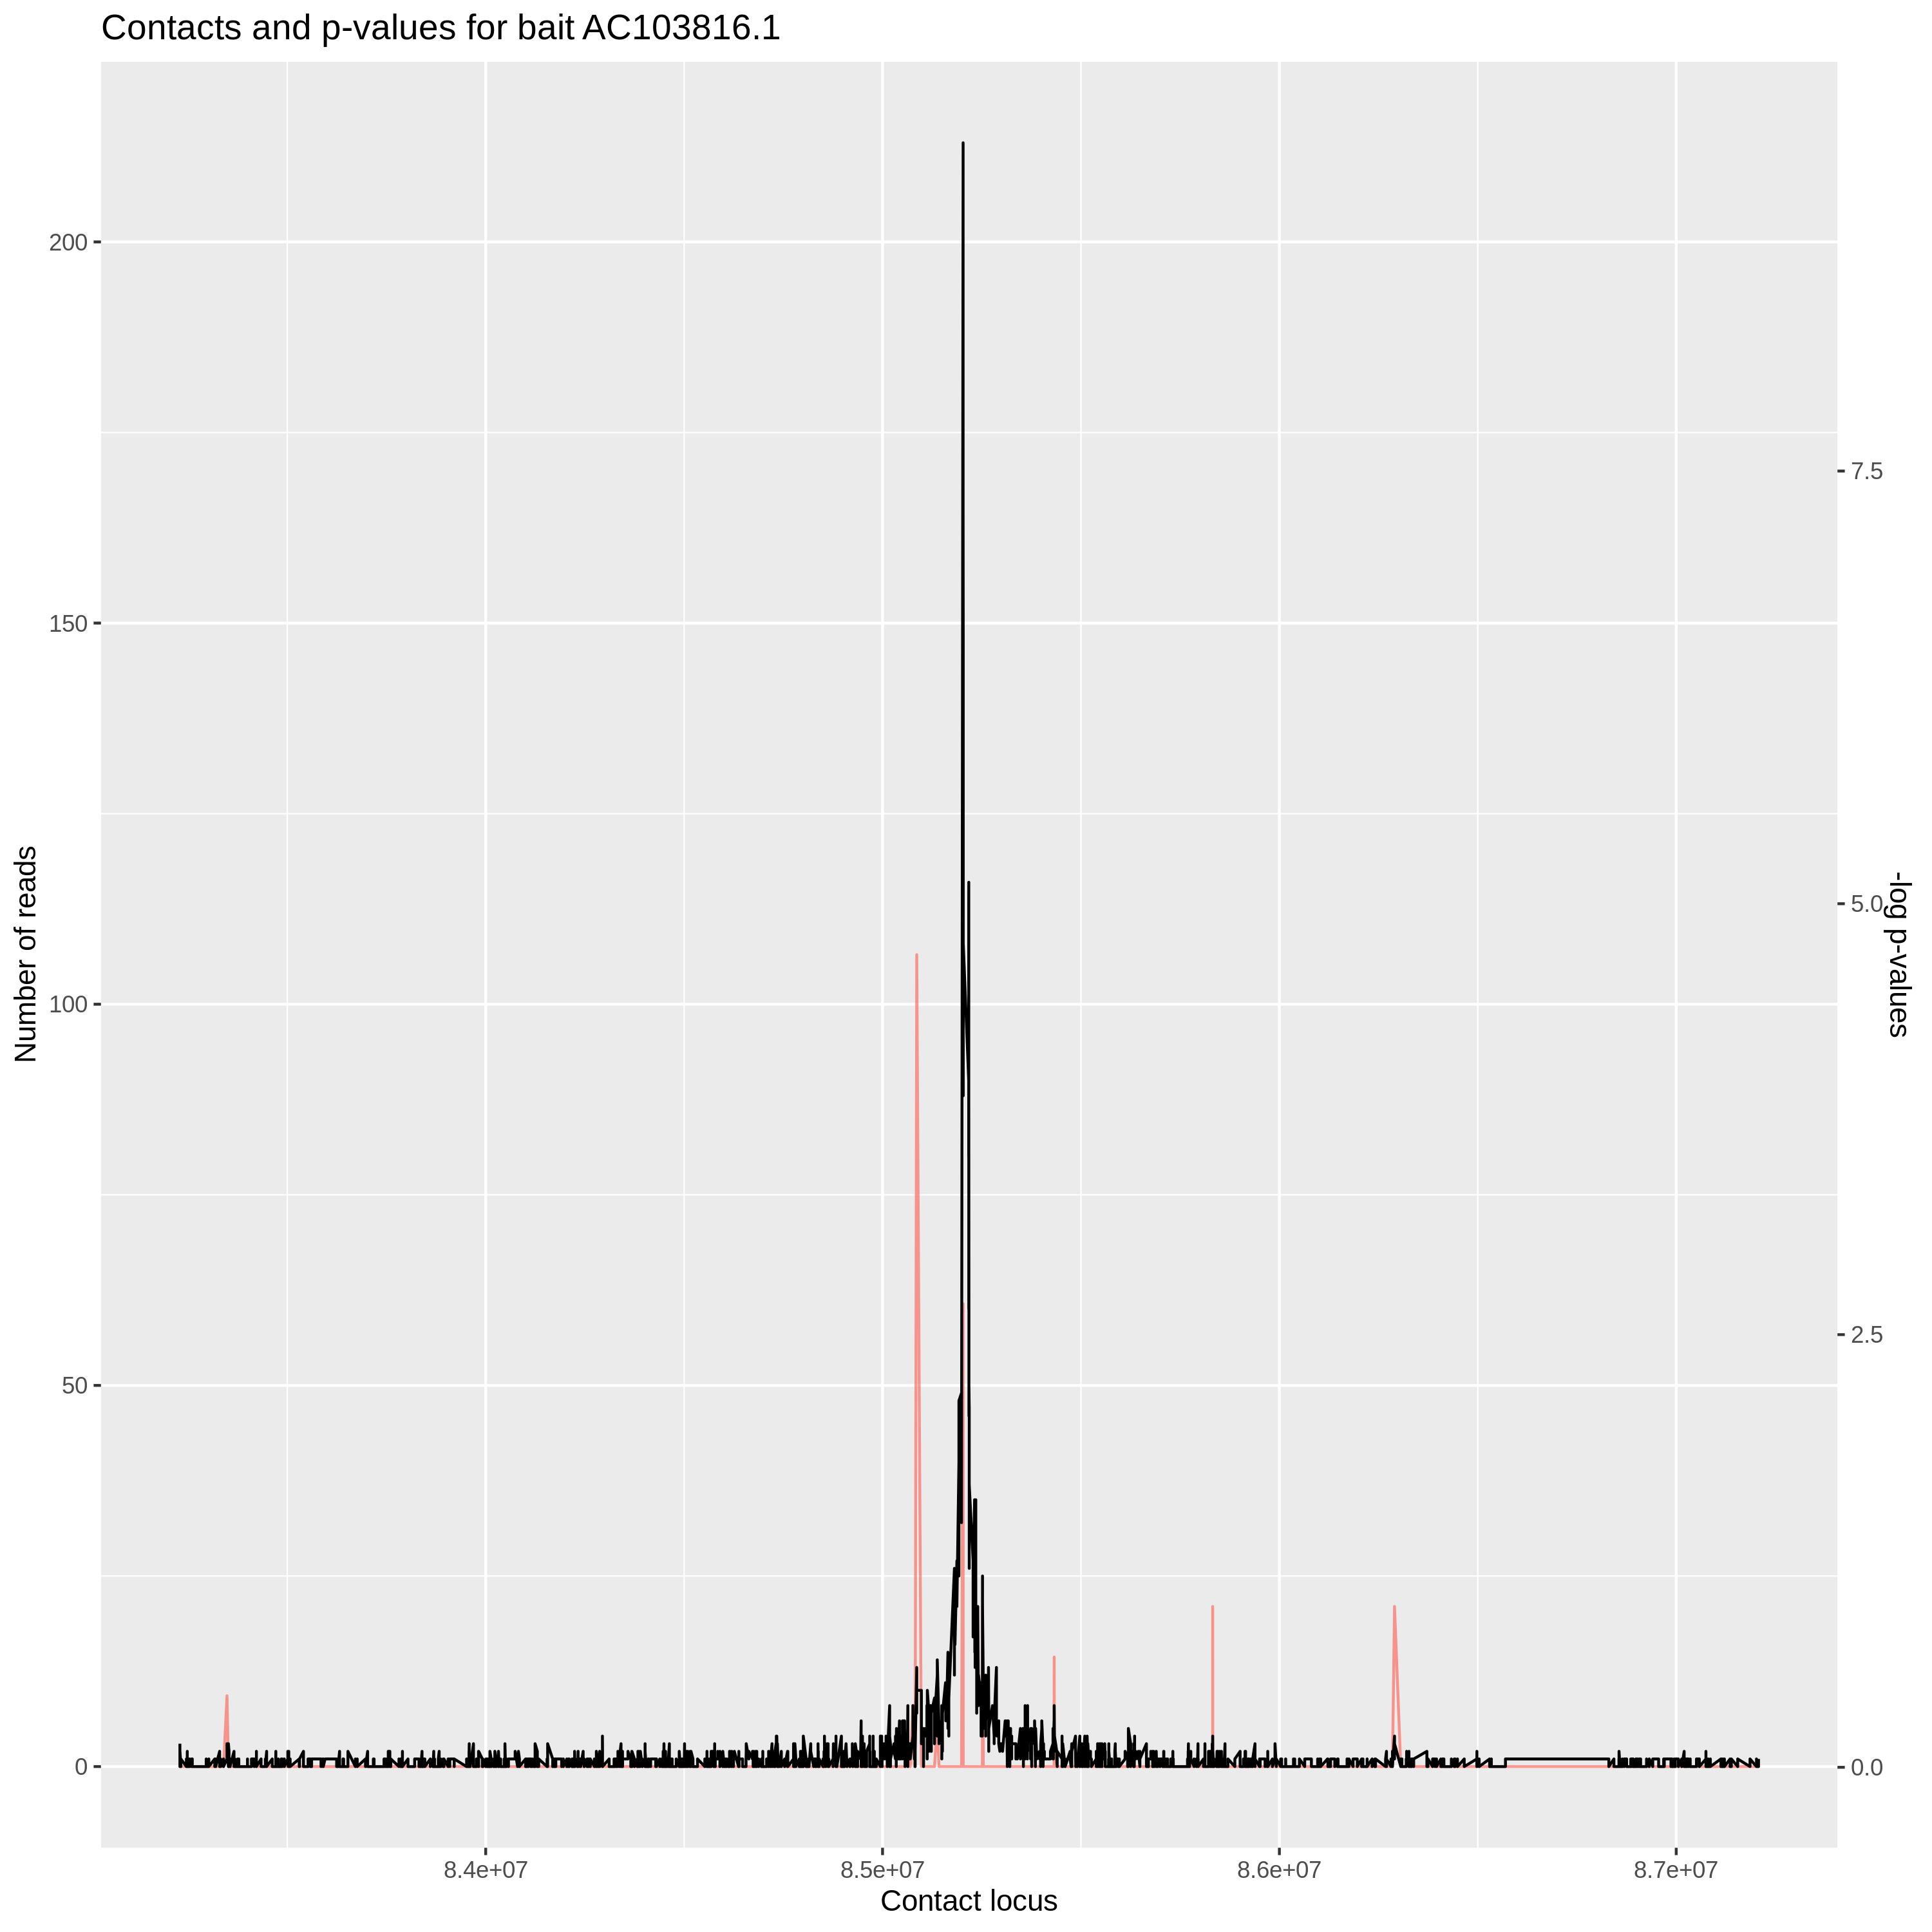 Contacts and p-values for bait AC103816.1
200
150
100
50
0
Number of reads
7.5
5.0
2.5
0.0
-log p-values
8.4e+07 8.5e+07 8.6e+07 8.7e+07
Contact locus